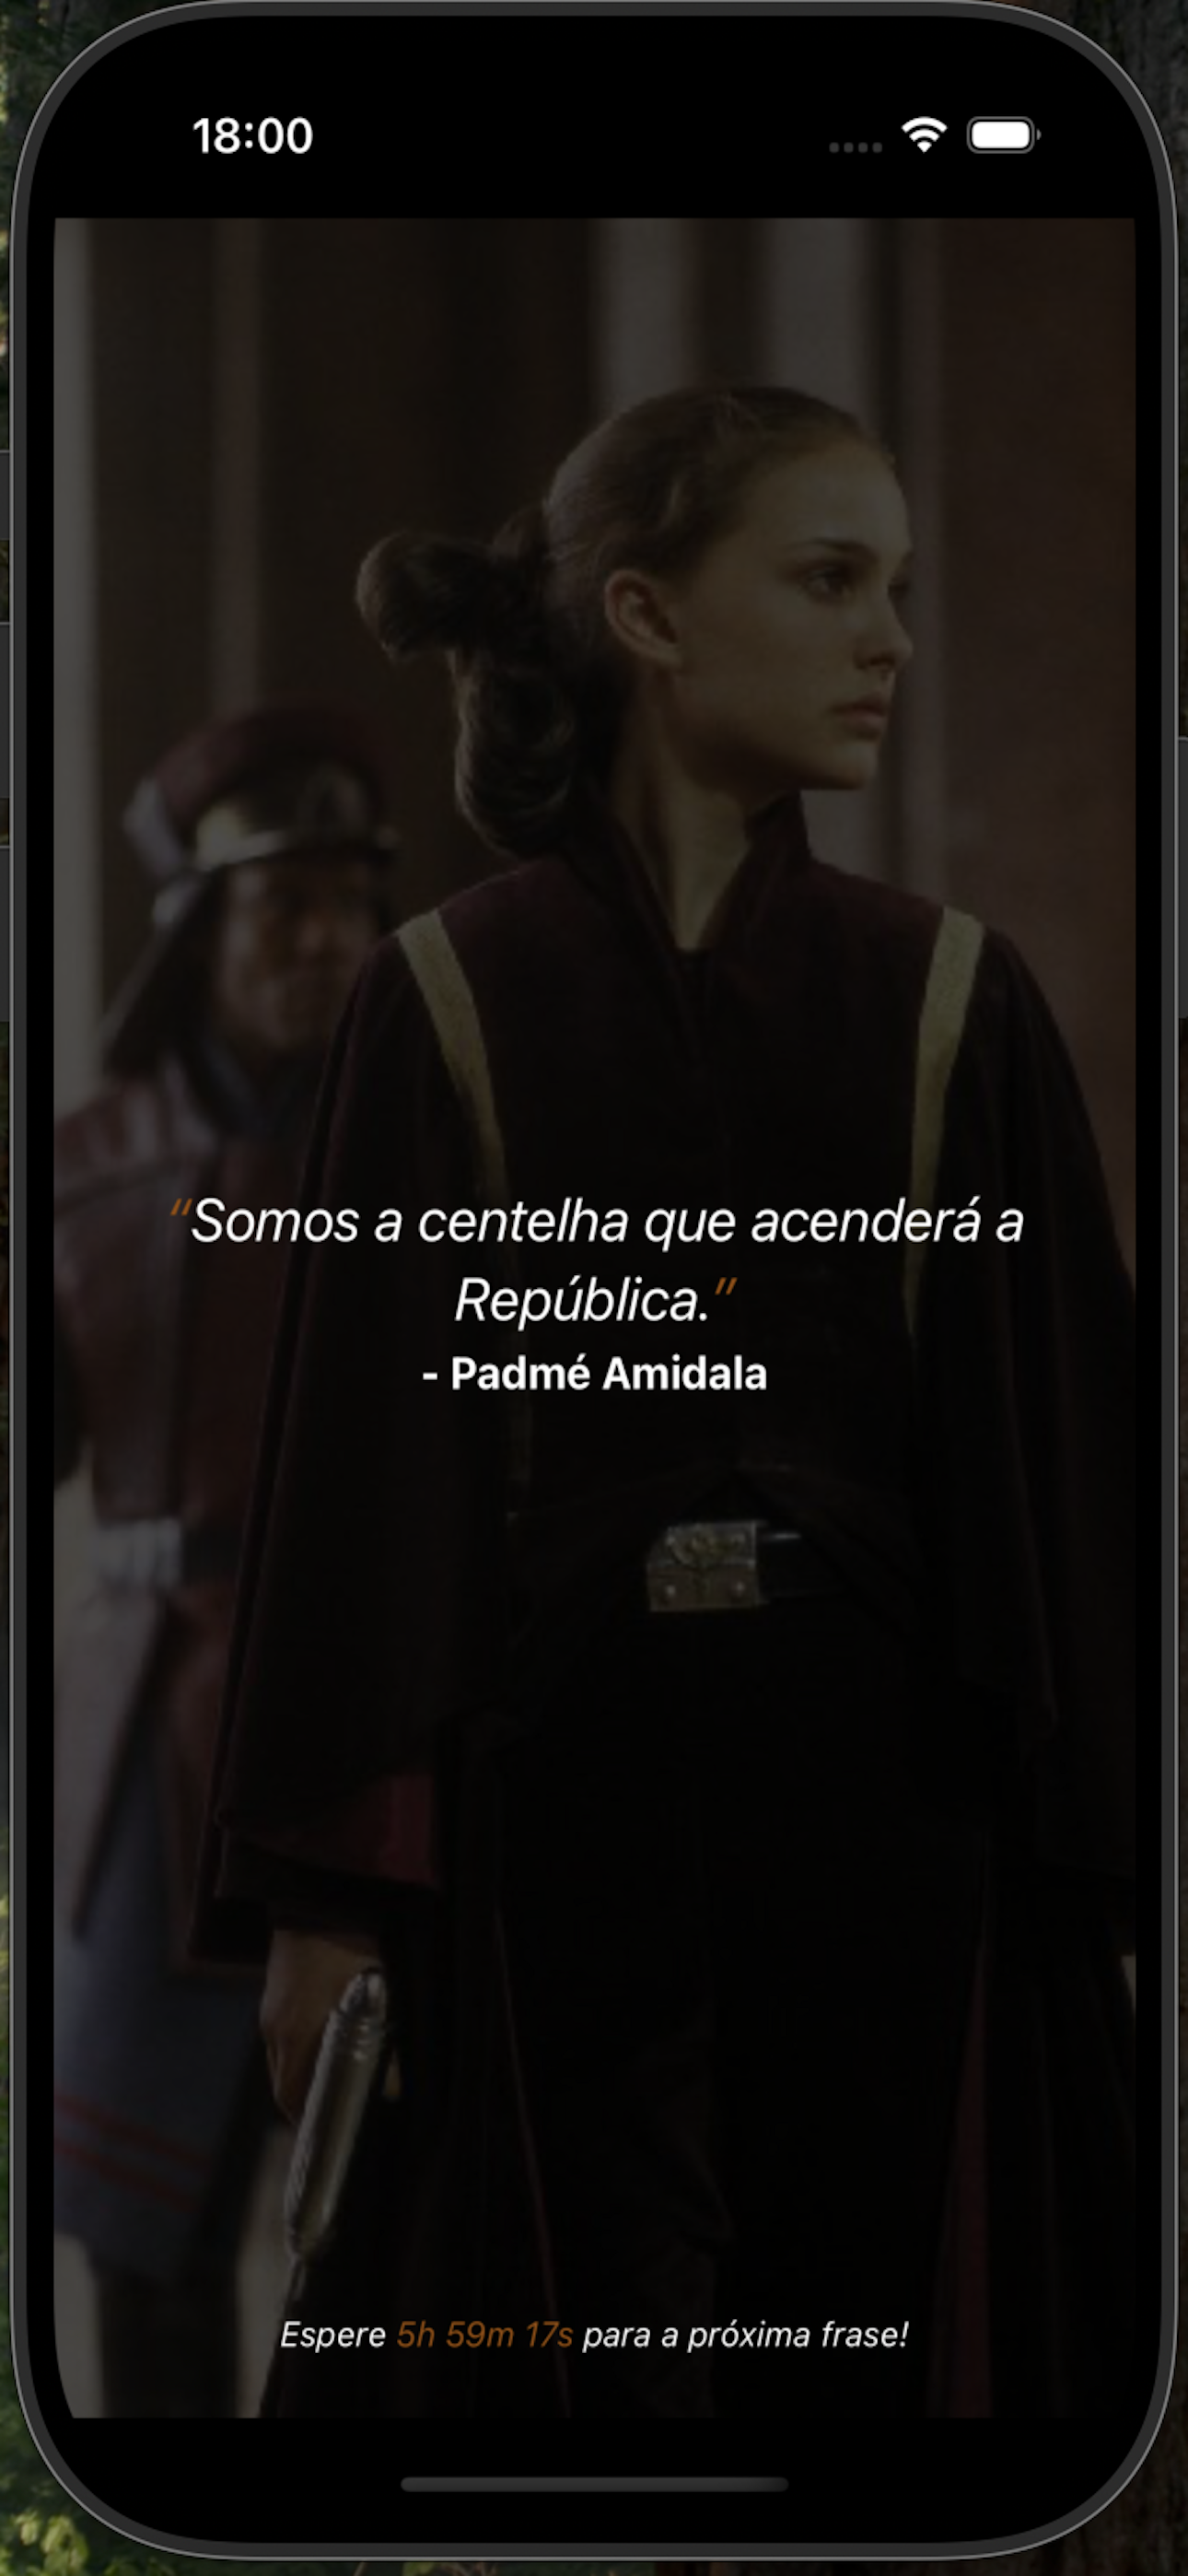 18:00
“Somos a centelha que acenderá a
República.”
- Padmé Amidala
Espere 5h 59m 17s para a próxima frase!